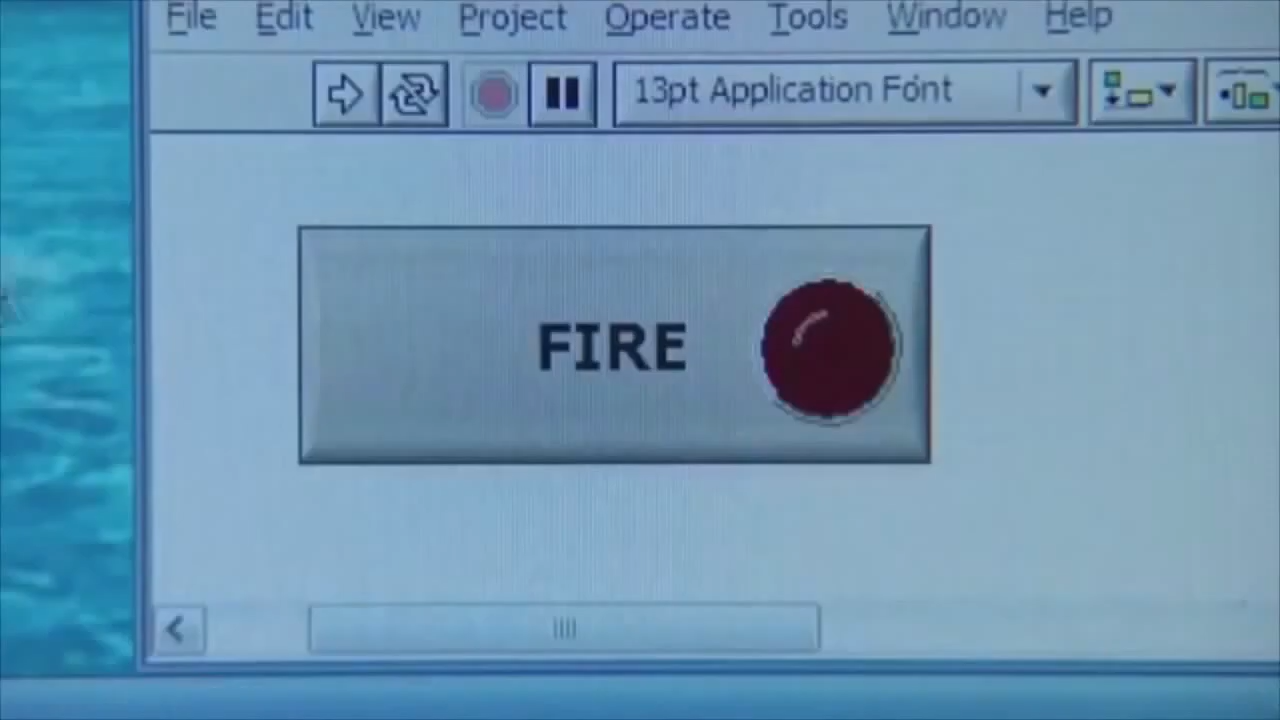 File Edit View Project Operate Tools Window Help
13pt Application Font
FIRE